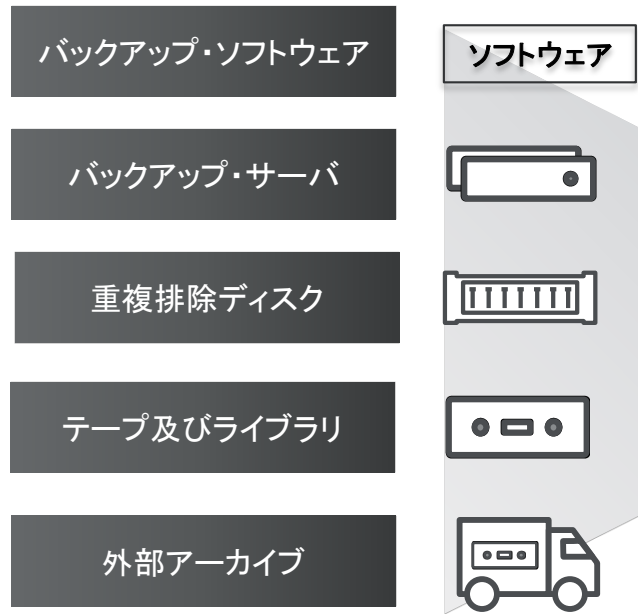 バックアップ・ソフトウェア
ソフトウェア
バックアップ・サーバ
重複排除ディスク
テープ及びライブラリ
外部アーカイブ